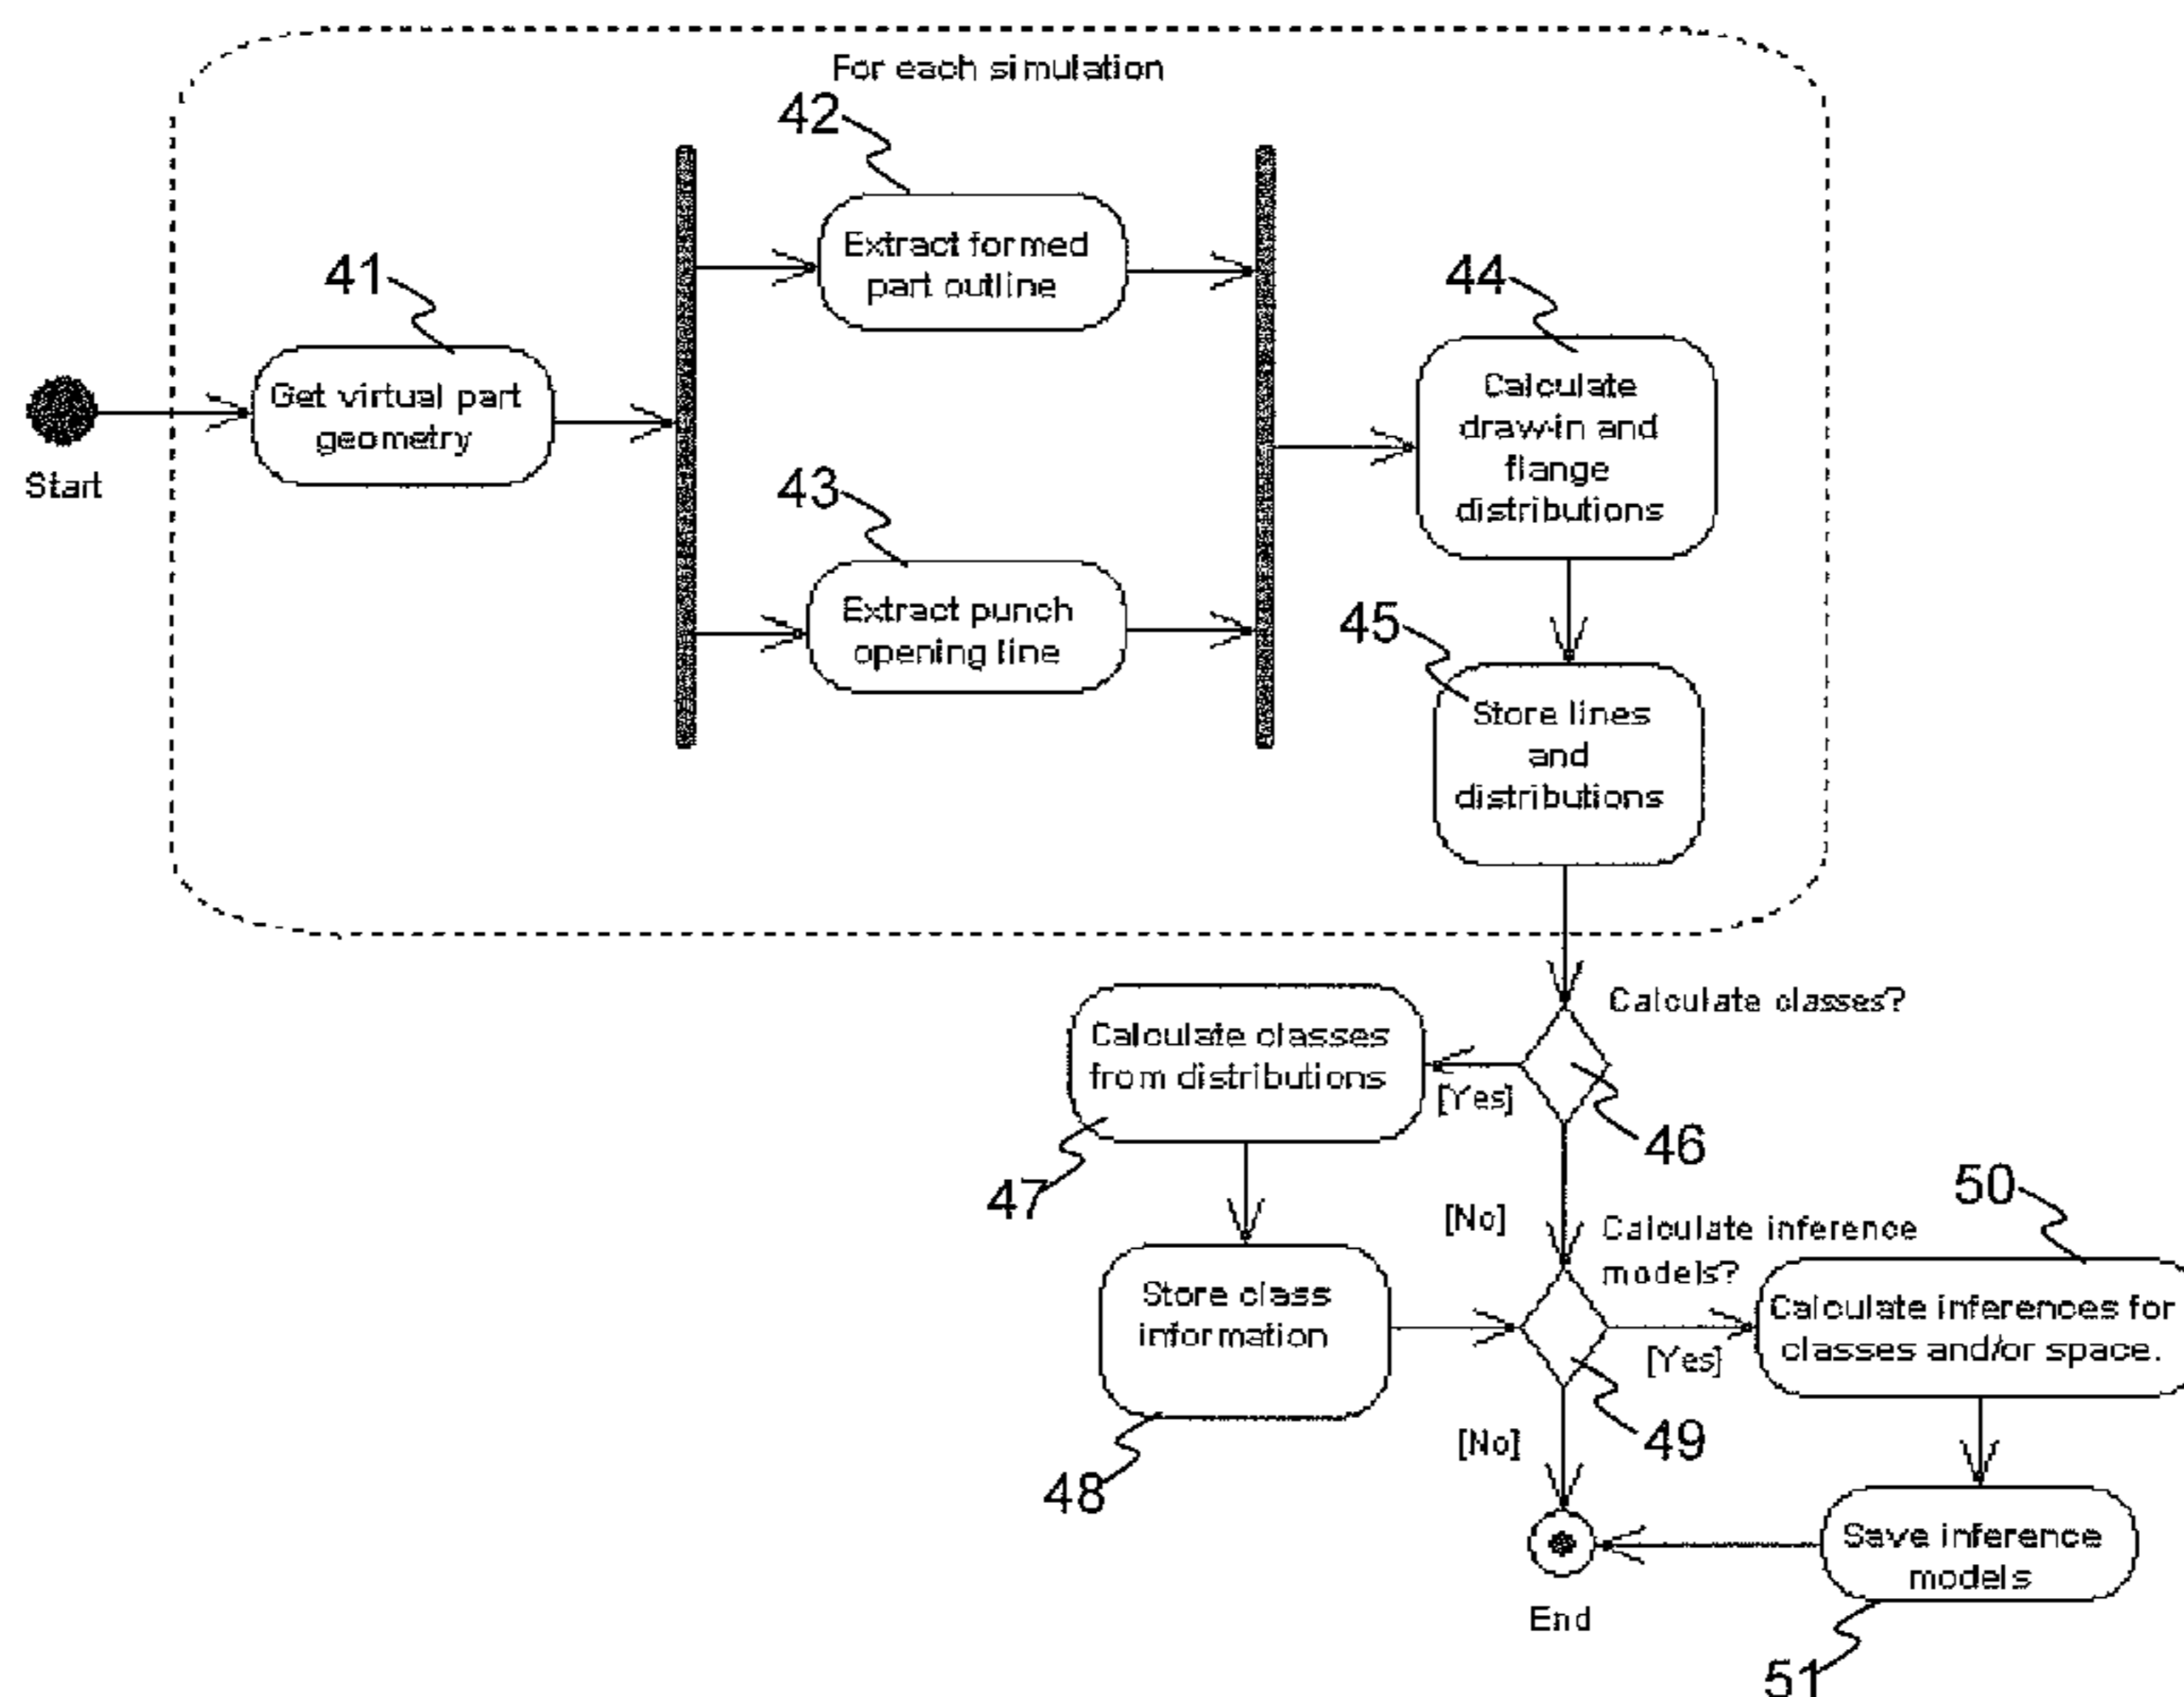 For each simulation
42
Extract formed
part outline
41
Get virtual part
geometry
Start
43
Extract punch
opening line
44
Calculate
draw-in and
flange
distributions
45
Store lines
and
distributions
Calculate classes?
46
[Yes]
[No]
Calculate classes
from distributions
47
Store class
information
48
Calculate inference
models?
49
[Yes]
[No]
50
Calculate inferences for
classes and/or space.
Save inference
models
51
End